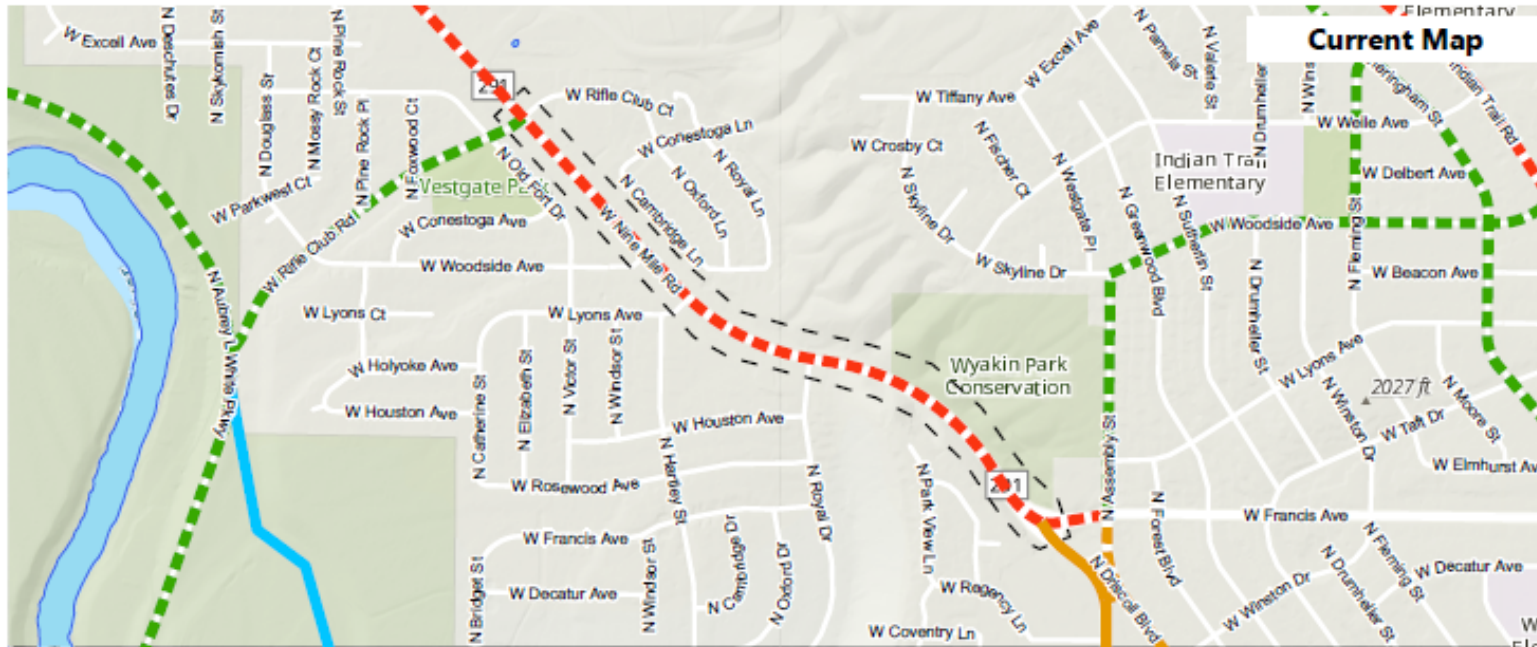 Elementary
Current Map
W Excell Ave
N Deschutes Dr
N Skykomish St
N Douglass St
N Mossy Rock Ct
N Pine Rock St
N Pine Rock Pl
N Foxwood Ct
291
W Rifle Club Ct
W Conestoga Ln
N Royal Ln
N Oxford Ln
N Cambridge Ln
N Old Fort Dr
Westgate Park
W Parkwest Ct
W Conestoga Ave
W Rifle Club Rd
W Woodside Ave
W Nine Mile Rd
N Aubrey L White Pkwy
W Lyons Ct
W Lyons Ave
W Holyoke Ave
W Houston Ave
N Catherine St
N Elizabeth St
N Victor St
N Windsor St
W Houston Ave
W Rosewood Ave
N Hartley St
N Royal Dr
W Francis Ave
W Decatur Ave
N Bridget St
N Windsor St
N Cambridge Dr
N Cambridge Dr
N Oxford Dr
W Excell Ave
N Pamela St
N Valerie St
N Drumheller
N Wins
Indian Trail Rd
W Tiffany Ave
W Crosby Ct
N Fischer Ct
N Skyline Dr
W Skyline Dr
N Westgate Pl
N Greenwood Blvd
N Sutherlin St
Indian Trail
Elementary
W Weile Ave
W Delbert Ave
W Woodside Ave
N Fleming St
W Beacon Ave
N Drumheller St
W Lyons Ave
Wyakin Park
Conservation
2027 ft
N Winston Dr
W Taft Dr
N Moore St
W Elmhurst Av
N Assembly St
291
N Park View Ln
W Francis Ave
N Forest Blvd
N Driscoll Blvd
N Fleming St
N Drumheller St
W Decatur Ave
W Winston Dr
W Regency Ln
W Coventry Ln
W